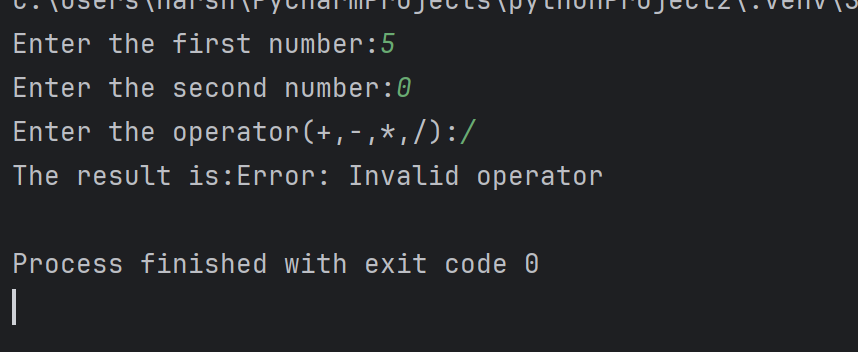 C:\Users\harsh\PycharmProjects\pythonProject2\.venv\S
Enter the first number:5
Enter the second number:0
Enter the operator(+,-,*,/):/
The result is:Error: Invalid operator
Process finished with exit code 0